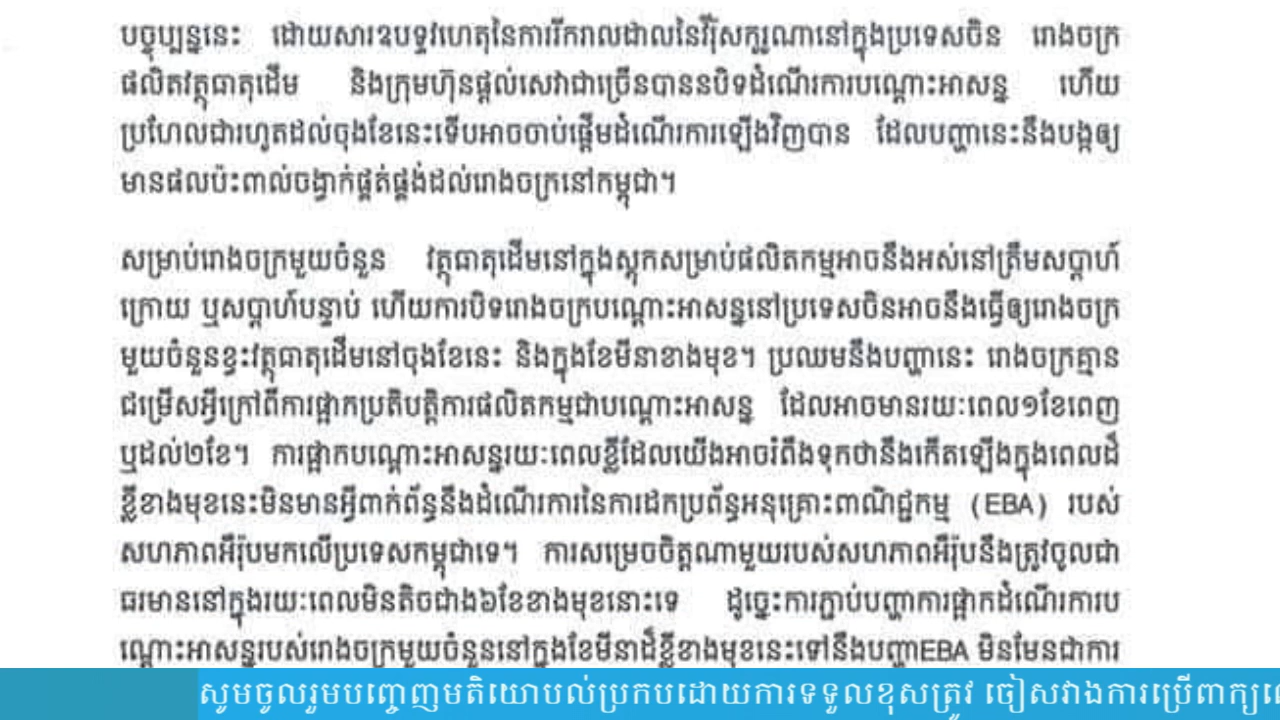 បច្ចុប្បន្ននេះ ដោយសារឧបទ្ទវហេតុនៃការរីករាលដាលនៃវីរ៉ុសកូរ៉ូណានៅក្នុងប្រទេសចិន រោងចក្រ
ផលិតវត្ថុធាតុដើម និងក្រុមហ៊ុនផ្តល់សេវាជាច្រើនបានបិទដំណើរការបណ្តោះអាសន្ន ហើយ
ប្រហែលជារហូតដល់ចុងខែនេះទើបអាចចាប់ផ្តើមដំណើរការឡើងវិញបាន ដែលបញ្ហានេះនឹងបង្កឲ្យ
មានផលប៉ះពាល់ចង្វាក់ផ្គត់ផ្គង់ដល់រោងចក្រនៅកម្ពុជា។
សម្រាប់រោងចក្រមួយចំនួន វត្ថុធាតុដើមនៅក្នុងស្តុកសម្រាប់ផលិតកម្មអាចនឹងអស់នៅត្រឹមសប្តាហ៍
ក្រោយ ឬសប្តាហ៍បន្ទាប់ ហើយការបិទរោងចក្របណ្តោះអាសន្ននៅប្រទេសចិនអាចនឹងធ្វើឲ្យរោងចក្រ
មួយចំនួនខ្វះវត្ថុធាតុដើមនៅចុងខែនេះ និងក្នុងខែមីនាខាងមុខ។ ប្រឈមនឹងបញ្ហានេះ រោងចក្រគ្មាន
ជម្រើសអ្វីក្រៅពីការផ្អាកប្រតិបត្តិការផលិតកម្មជាបណ្តោះអាសន្ន ដែលអាចមានរយៈពេល១ខែពេញ
ឬដល់២ខែ។ ការផ្អាកបណ្តោះអាសន្នរយៈពេលខ្លីដែលយើងអាចរំពឹងទុកថានឹងកើតឡើងក្នុងពេលដ៏
ខ្លីខាងមុខនេះមិនមានអ្វីពាក់ព័ន្ធនឹងដំណើរការនៃការដកប្រព័ន្ធអនុគ្រោះពាណិជ្ជកម្ម (EBA) របស់
សហភាពអឺរ៉ុបមកលើប្រទេសកម្ពុជាទេ។ ការសម្រេចចិត្តណាមួយរបស់សហភាពអឺរ៉ុបនឹងត្រូវចូលជា
ធរមាននៅក្នុងរយៈពេលមិនតិចជាង៦ខែខាងមុខនោះទេ ដូច្នេះការភ្ជាប់បញ្ហាការផ្អាកដំណើរការប
ណ្តោះអាសន្នរបស់រោងចក្រមួយចំនួននៅក្នុងខែមីនាដ៏ខ្លីខាងមុខនេះទៅនឹងបញ្ហាEBA មិនមែនជាការ
សូមចូលរួមបញ្ចេញមតិយោបល់ប្រកបដោយការទទួលខុសត្រូវ ចៀសវាងការប្រើពាក្យ